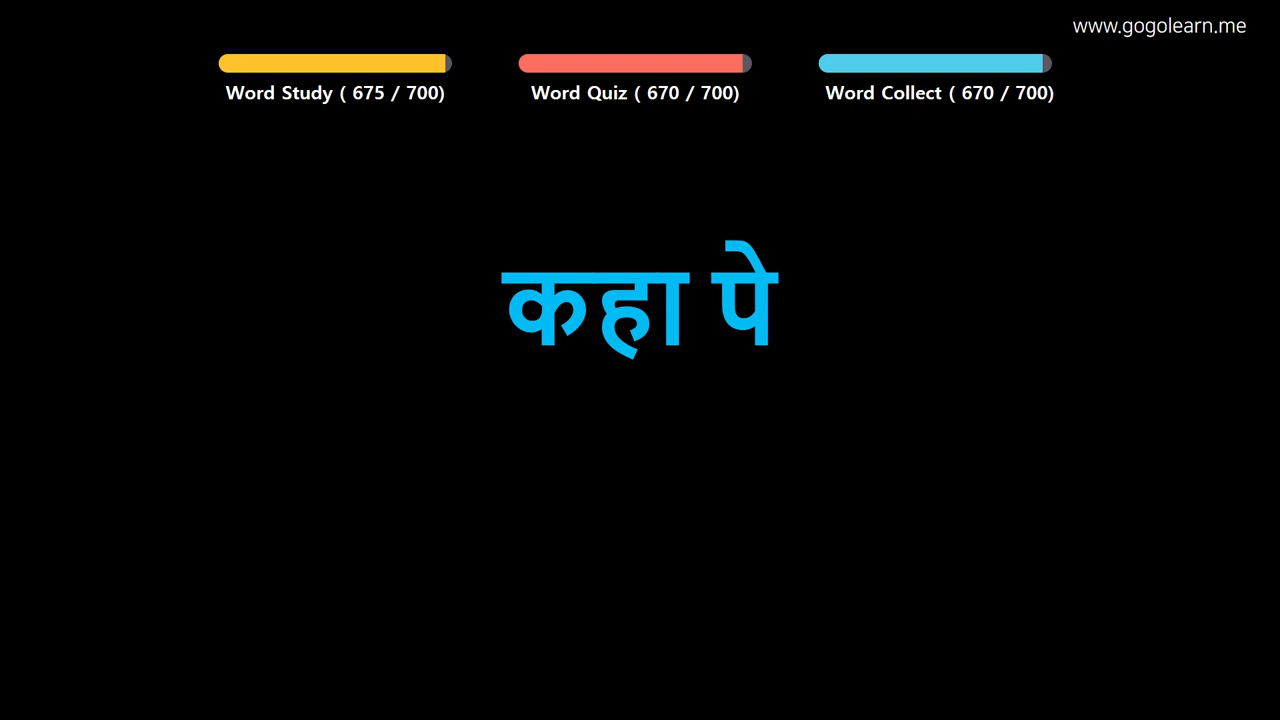 www.gogolearn.me
Word Study ( 675 / 700)
Word Quiz ( 670 / 700)
Word Collect ( 670 / 700)
कहा पे